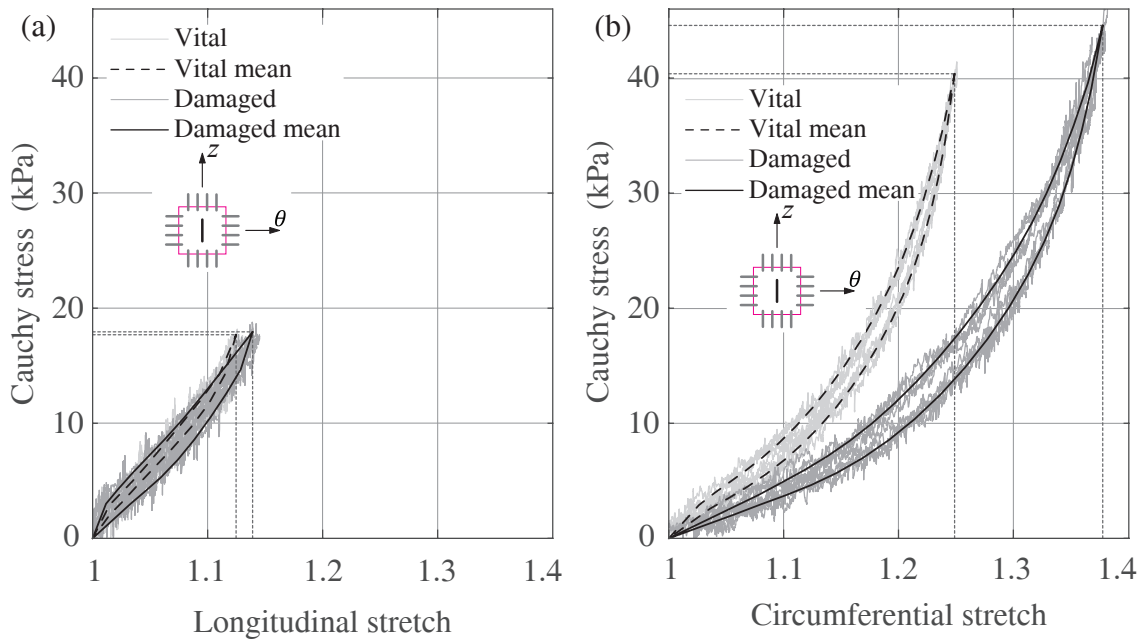 (a)
Vital
Vital mean
Damaged
Damaged mean
z
θ
Cauchy stress (kPa)
40
30
20
10
0
1
1.1
1.2
1.3
1.4
Longitudinal stretch
(b)
Vital
Vital mean
Damaged
Damaged mean
z
θ
Cauchy stress (kPa)
40
30
20
10
0
1
1.1
1.2
1.3
1.4
Circumferential stretch